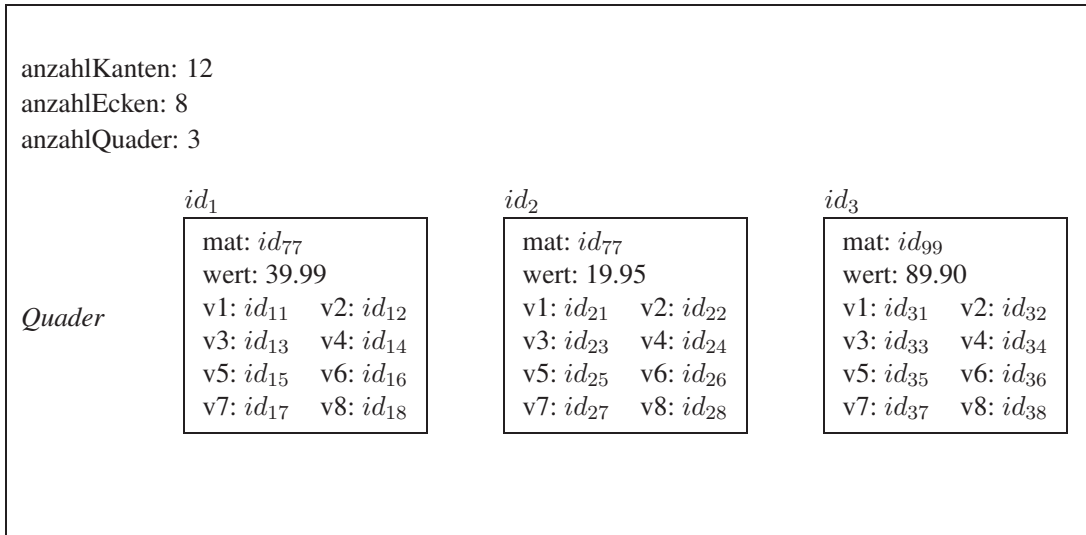 anzahlKanten: 12
anzahlEcken: 8
anzahlQuader: 3
id₁ id₂ id₃
mat: id₇₇ mat: id₇₇ mat: id₉₉
wert: 39.99 wert: 19.95 wert: 89.90
Quader v1: id₁₁ v2: id₁₂ v1: id₂₁ v2: id₂₂ v1: id₃₁ v2: id₃₂
v3: id₁₃ v4: id₁₄ v3: id₂₃ v4: id₂₄ v3: id₃₃ v4: id₃₄
v5: id₁₅ v6: id₁₆ v5: id₂₅ v6: id₂₆ v5: id₃₅ v6: id₃₆
v7: id₁₇ v8: id₁₈ v7: id₂₇ v8: id₂₈ v7: id₃₇ v8: id₃₈